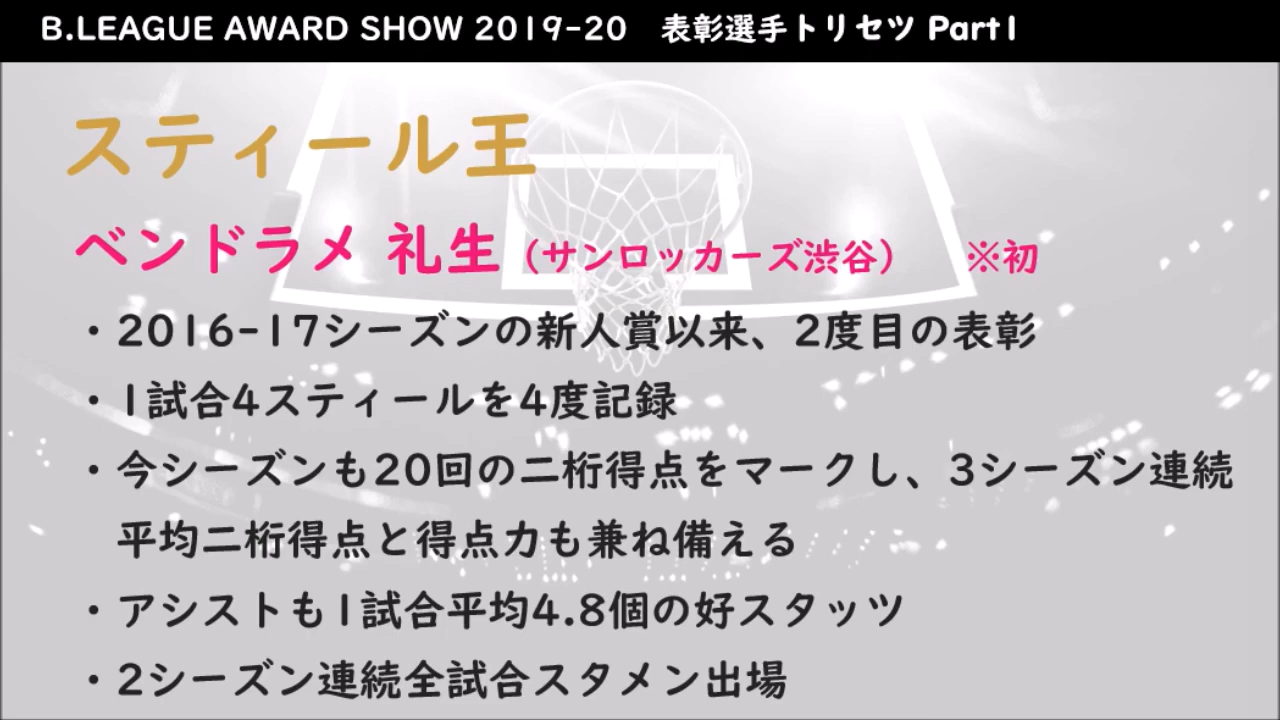 B.LEAGUE AWARD SHOW 2019-20 表彰選手トリセツ Part1
スティール王
ベンドラメ 礼生（サンロッカーズ渋谷） ※初
・2016-17シーズンの新人賞以来、2度目の表彰
・1試合4スティールを4度記録
・今シーズンも20回の二桁得点をマークし、3シーズン連続
平均二桁得点と得点力も兼ね備える
・アシストも1試合平均4.8個の好スタッツ
・2シーズン連続全試合スタメン出場